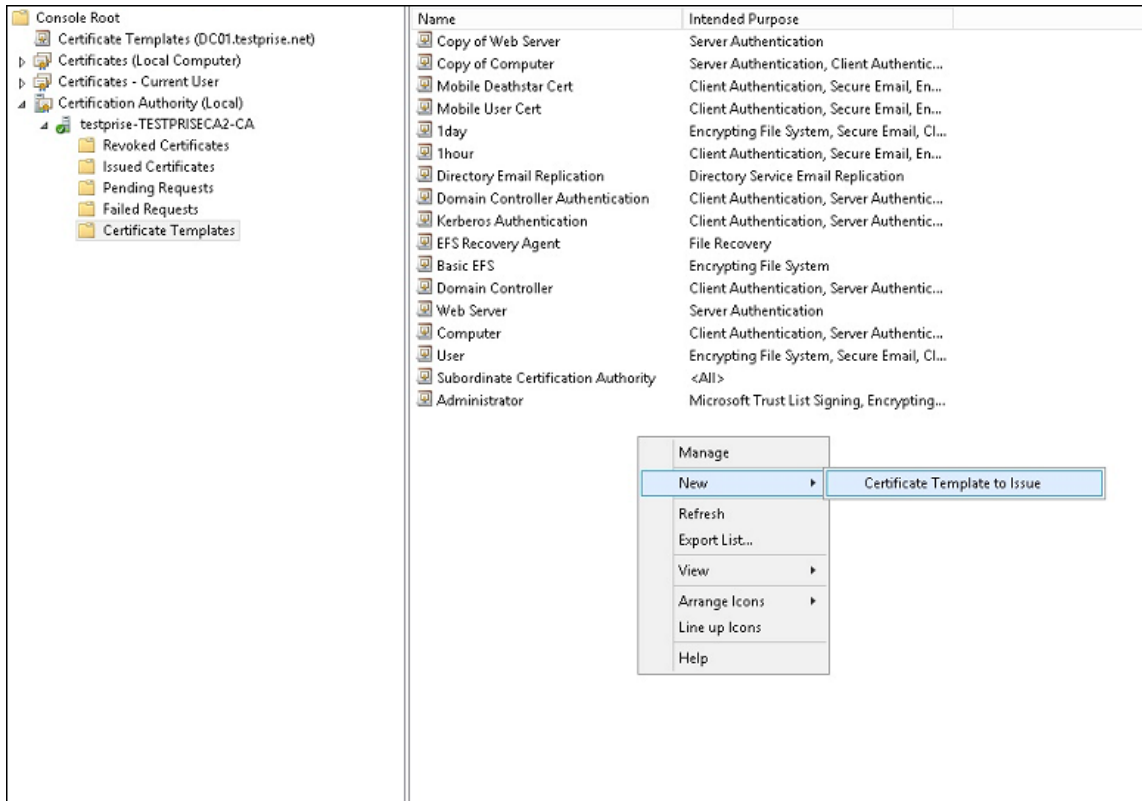 Console Root
Certificate Templates (DC01.testprise.net)
Certificates (Local Computer)
Certificates - Current User
Certification Authority (Local)
testprise-TESTPRISECA2-CA
Revoked Certificates
Issued Certificates
Pending Requests
Failed Requests
Certificate Templates
Name Intended Purpose
Copy of Web Server Server Authentication
Copy of Computer Server Authentication, Client Authentic...
Mobile Deathstar Cert Client Authentication, Secure Email, En...
Mobile User Cert Client Authentication, Secure Email, En...
1day Encrypting File System, Secure Email, Cl...
1hour Client Authentication, Secure Email, En...
Directory Email Replication Directory Service Email Replication
Domain Controller Authentication Client Authentication, Server Authentic...
Kerberos Authentication Client Authentication, Server Authentic...
EFS Recovery Agent File Recovery
Basic EFS Encrypting File System
Domain Controller Client Authentication, Server Authentic...
Web Server Server Authentication
Computer Client Authentication, Server Authentic...
User Encrypting File System, Secure Email, Cl...
Subordinate Certification Authority <All>
Administrator Microsoft Trust List Signing, Encrypting...
Manage
New Certificate Template to Issue
Refresh
Export List...
View
Arrange Icons
Line up Icons
Help